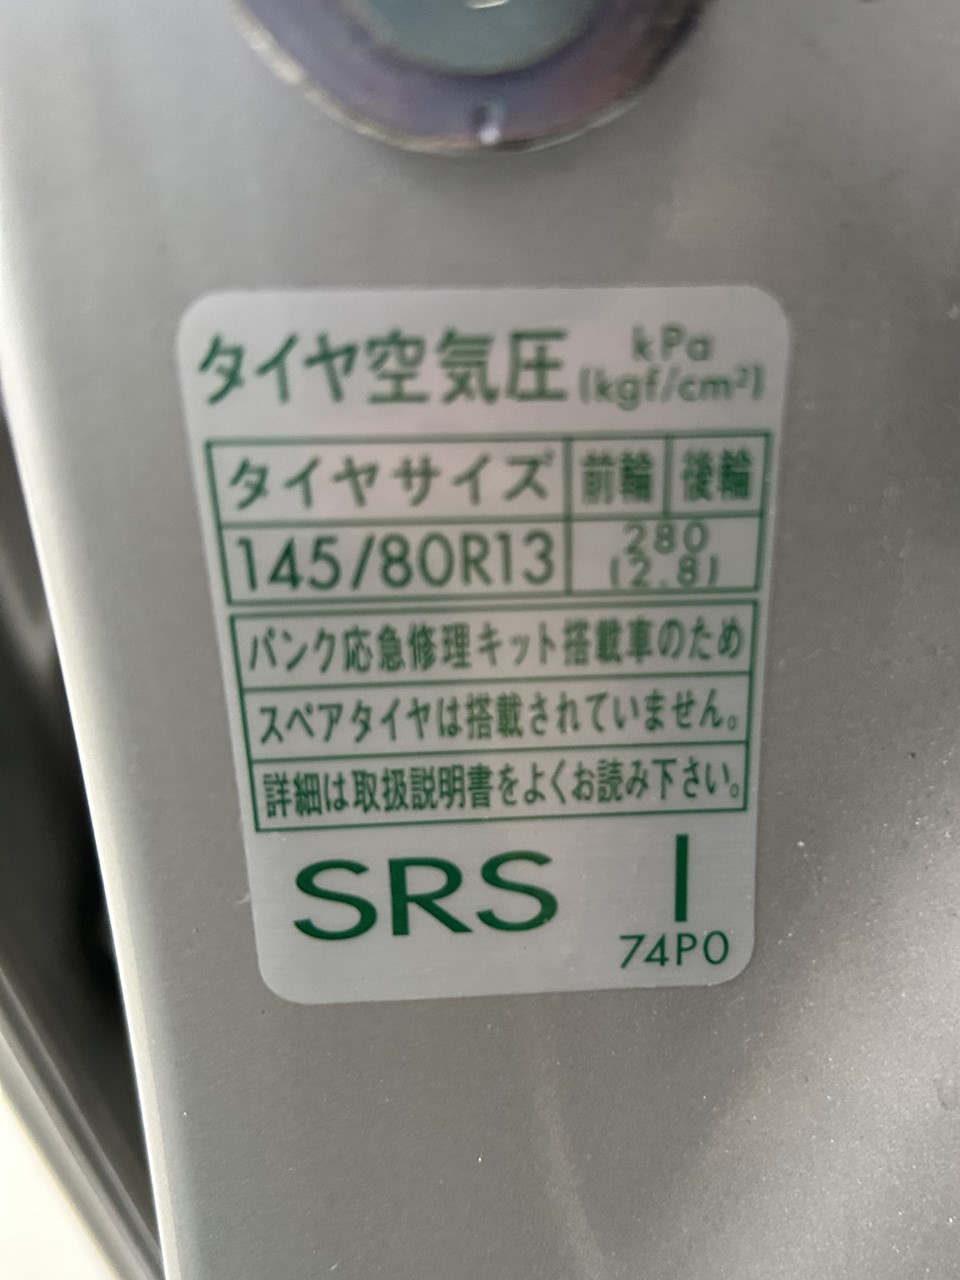 タイヤ空気圧 kPa
(kgf/cm²)
タイヤサイズ 前輪 後輪
145/80R13 280
(2.8)
パンク応急修理キット搭載車のため
スペアタイヤは搭載されていません。
詳細は取扱説明書をよくお読み下さい。
SRS I
74P0